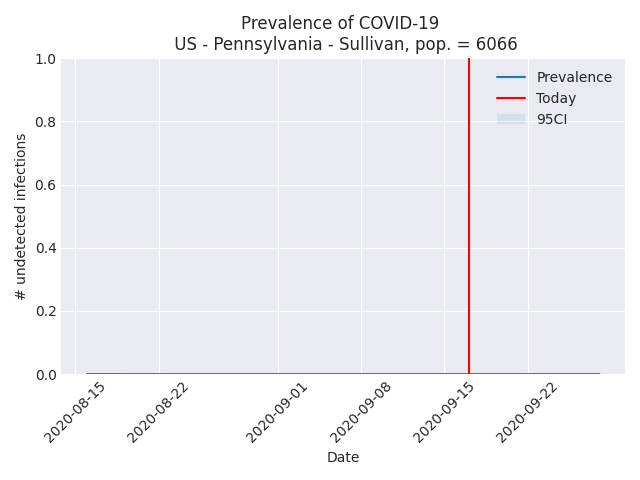 Prevalence of COVID-19
US - Pennsylvania - Sullivan, pop. = 6066
Prevalence
Today
95CI
# undetected infections
1.0
0.8
0.6
0.4
0.2
0.0
2020-08-15
2020-08-22
2020-09-01
2020-09-08
2020-09-15
2020-09-22
Date